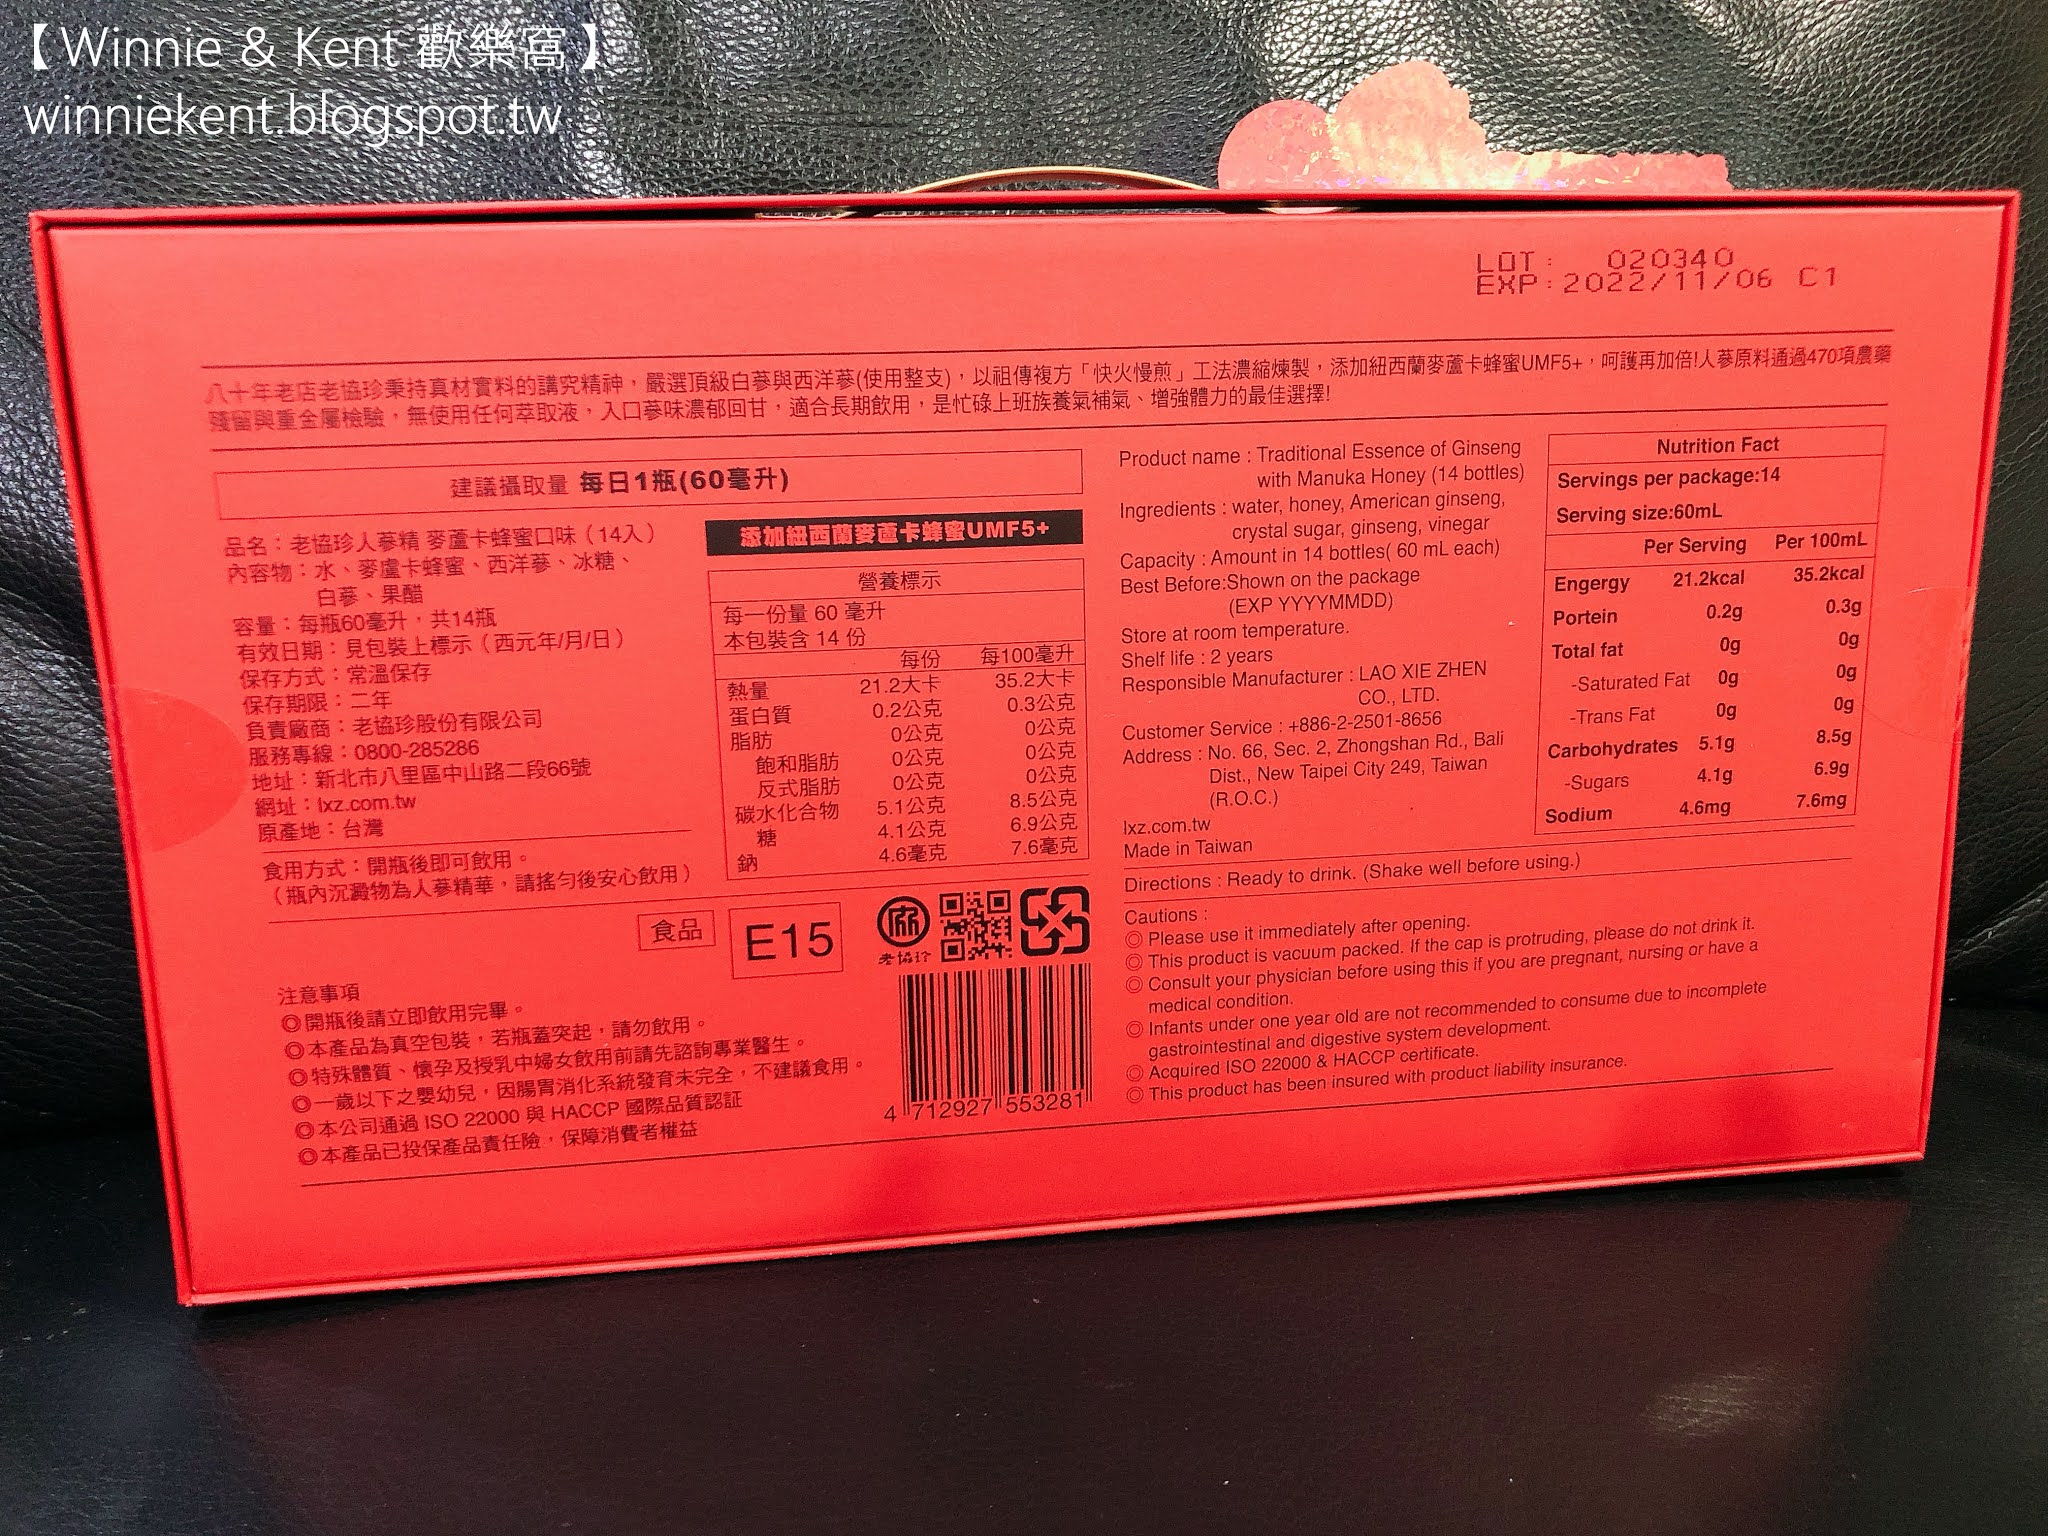 【Winnie & Kent 歡樂窩】
winniekent.blogspot.tw
LOT : 020340
EXP : 2022/11/06 C1
八十年老店老協珍秉持真材實料的講究精神，嚴選頂級白蔘與西洋蔘(使用整支)，以祖傳複方「快火慢煎」工法濃縮煉製，添加紐西蘭麥蘆卡蜂蜜UMF5+，呵護再加倍!人蔘原料通過470項農藥
殘留與重金屬檢驗，無使用任何萃取液，入口蔘味濃郁回甘，適合長期飲用，是忙碌上班族養氣補氣、增強體力的最佳選擇!
建議攝取量 每日1瓶(60毫升)
品名：老協珍人蔘精 麥蘆卡蜂蜜口味（14入）
內容物：水、麥盧卡蜂蜜、西洋蔘、冰糖、
白蔘、果醋
容量：每瓶60毫升，共14瓶
有效日期：見包裝上標示（西元年/月/日）
保存方式：常溫保存
保存期限：二年
負責廠商：老協珍股份有限公司
服務專線：0800-285286
地址：新北市八里區中山路二段66號
網址：lxz.com.tw
原產地：台灣
食用方式：開瓶後即可飲用。
（瓶內沉澱物為人蔘精華，請搖勻後安心飲用）
食品
E15
注意事項
◎開瓶後請立即飲用完畢。
◎本產品為真空包裝，若瓶蓋突起，請勿飲用。
◎特殊體質、懷孕及授乳中婦女飲用前請先諮詢專業醫生。
◎一歲以下之嬰幼兒，因腸胃消化系統發育未完全，不建議食用。
◎本公司通過 ISO 22000 與 HACCP 國際品質認証
◎本產品已投保產品責任險，保障消費者權益
添加紐西蘭麥蘆卡蜂蜜UMF5+
營養標示
每一份量 60 毫升
本包裝含 14 份
每份 每100毫升
熱量 21.2大卡 35.2大卡
蛋白質 0.2公克 0.3公克
脂肪 0公克 0公克
飽和脂肪 0公克 0公克
反式脂肪 0公克 0公克
碳水化合物 5.1公克 8.5公克
糖 4.1公克 6.9公克
鈉 4.6毫克 7.6毫克
老協珍
4 712927 553281
Product name : Traditional Essence of Ginseng
with Manuka Honey (14 bottles)
Ingredients : water, honey, American ginseng,
crystal sugar, ginseng, vinegar
Capacity : Amount in 14 bottles( 60 mL each)
Best Before:Shown on the package
(EXP YYYYMMDD)
Store at room temperature.
Shelf life : 2 years
Responsible Manufacturer : LAO XIE ZHEN
CO., LTD.
Customer Service : +886-2-2501-8656
Address : No. 66, Sec. 2, Zhongshan Rd., Bali
Dist., New Taipei City 249, Taiwan
(R.O.C.)
lxz.com.tw
Made in Taiwan
Nutrition Fact
Servings per package:14
Serving size:60mL
Per Serving Per 100mL
Engergy 21.2kcal 35.2kcal
Portein 0.2g 0.3g
Total fat 0g 0g
-Saturated Fat 0g 0g
-Trans Fat 0g 0g
Carbohydrates 5.1g 8.5g
-Sugars 4.1g 6.9g
Sodium 4.6mg 7.6mg
Directions : Ready to drink. (Shake well before using.)
Cautions :
◎ Please use it immediately after opening.
◎ This product is vacuum packed. If the cap is protruding, please do not drink it.
◎ Consult your physician before using this if you are pregnant, nursing or have a
medical condition.
◎ Infants under one year old are not recommended to consume due to incomplete
gastrointestinal and digestive system development.
◎ Acquired ISO 22000 & HACCP certificate.
◎ This product has been insured with product liability insurance.